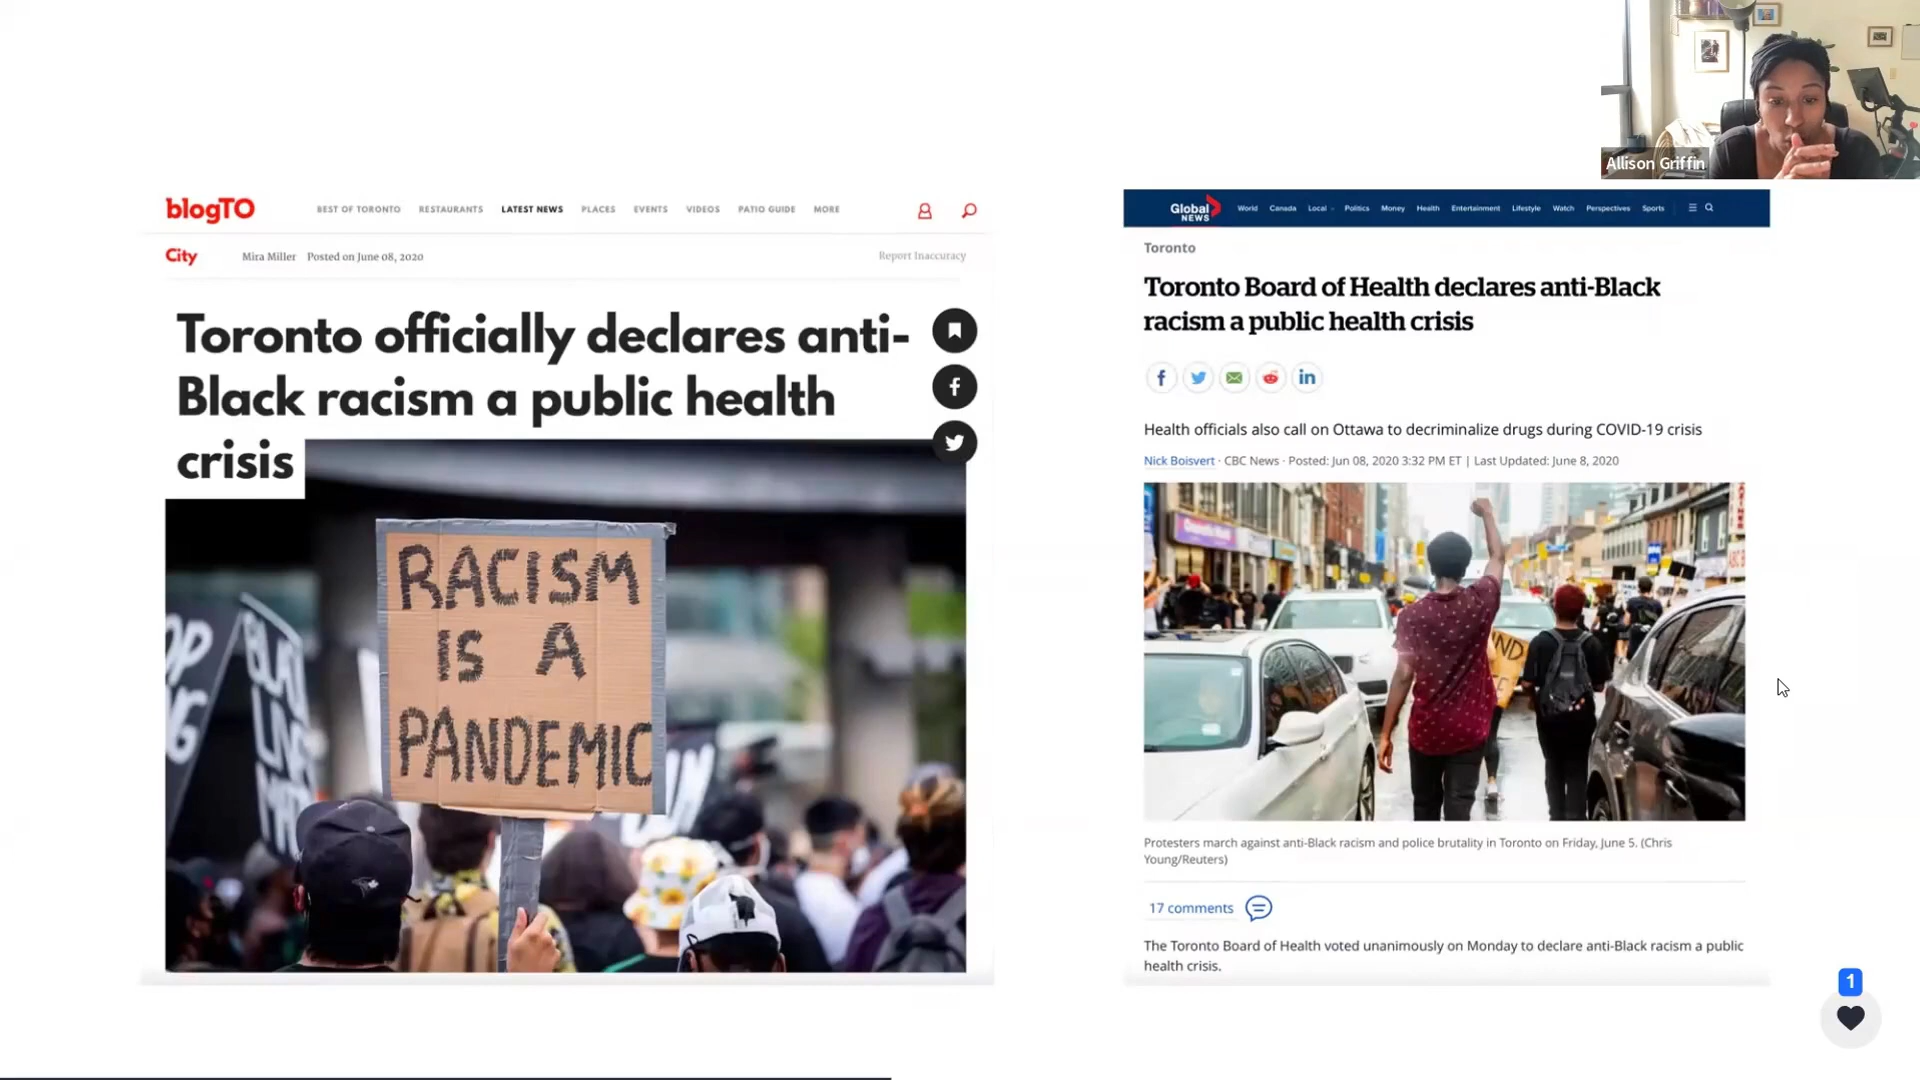 Allison Griffin
blogTO
BEST OF TORONTO RESTAURANTS LATEST NEWS PLACES EVENTS VIDEOS PATIO GUIDE MORE
City Mira Miller Posted on June 08, 2020 Report Inaccuracy
Toronto officially declares anti-
Black racism a public health
crisis
RACISM
IS A
PANDEMIC
Global
NEWS
World Canada Local Politics Money Health Entertainment Lifestyle Watch Perspectives Sports
Toronto
Toronto Board of Health declares anti-Black
racism a public health crisis
Health officials also call on Ottawa to decriminalize drugs during COVID-19 crisis
Nick Boisvert · CBC News · Posted: Jun 08, 2020 3:32 PM ET | Last Updated: June 8, 2020
Protesters march against anti-Black racism and police brutality in Toronto on Friday, June 5. (Chris
Young/Reuters)
17 comments
The Toronto Board of Health voted unanimously on Monday to declare anti-Black racism a public
health crisis.
1